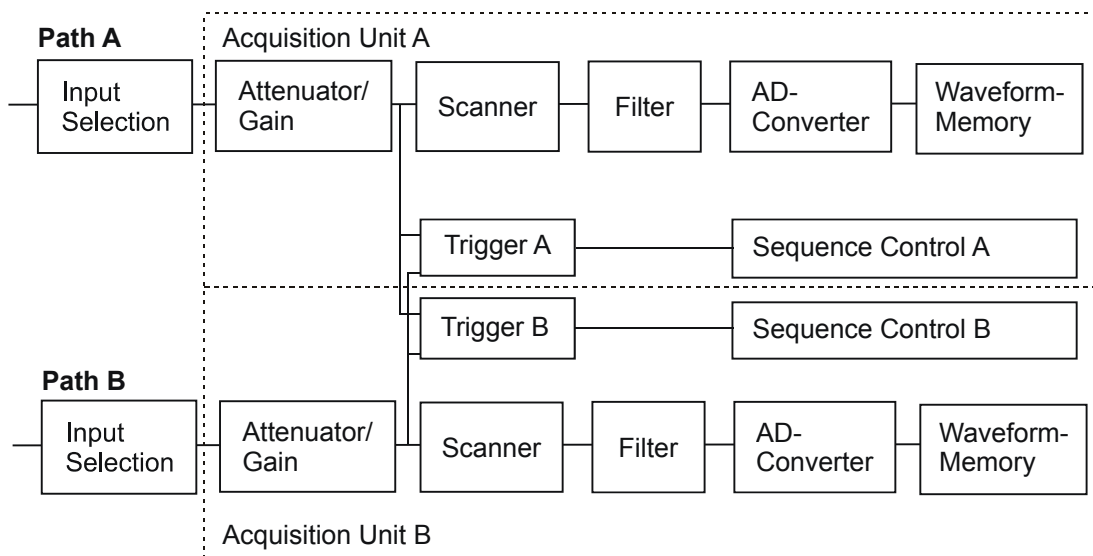 Path A
Acquisition Unit A
Input
Selection
Attenuator/
Gain
Scanner
Filter
AD-
Converter
Waveform-
Memory
Trigger A
Sequence Control A
Trigger B
Sequence Control B
Path B
Input
Selection
Attenuator/
Gain
Scanner
Filter
AD-
Converter
Waveform-
Memory
Acquisition Unit B